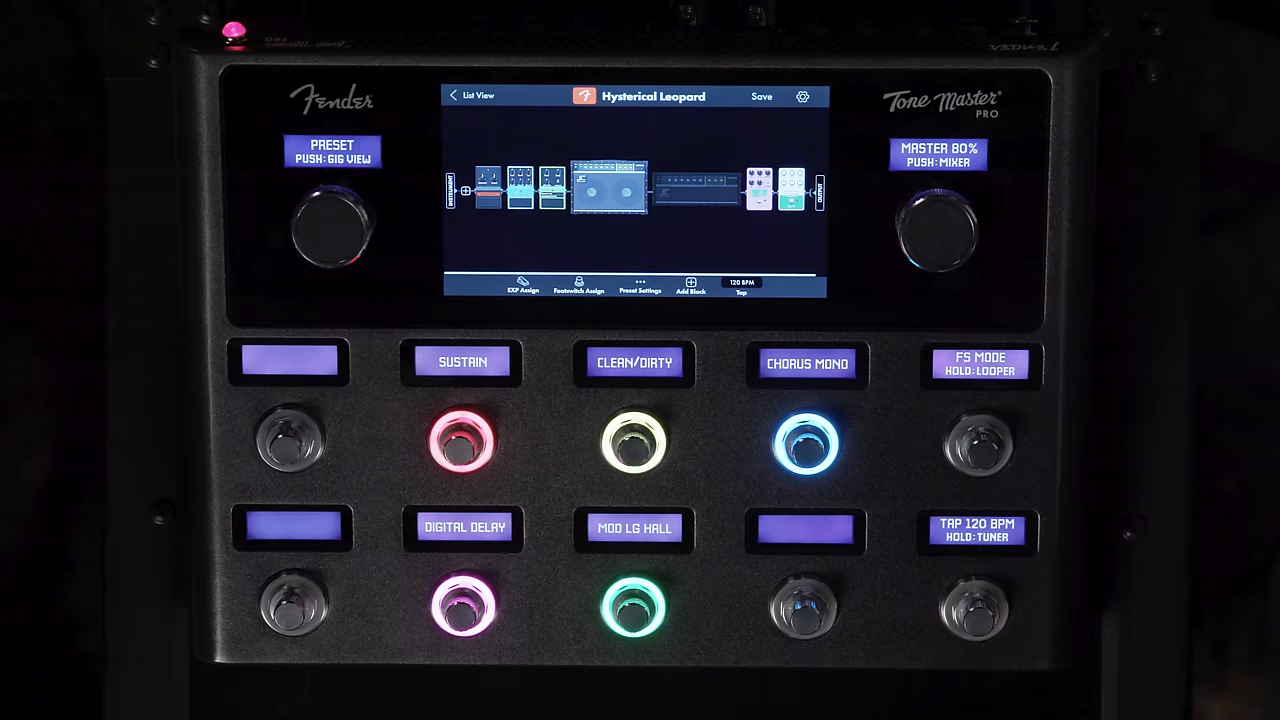 Fender
PRESET
PUSH: GIG VIEW
List View
Hysterical Leopard
Save
Tone Master®
PRO
MASTER 80%
PUSH: MIXER
INSTRUMENT
OUTPUT
EXP Assign
Footswitch Assign
Preset Settings
Add Block
120 BPM
Tap
SUSTAIN
CLEAN/DIRTY
CHORUS MONO
FS MODE
HOLD: LOOPER
DIGITAL DELAY
MOD LG HALL
TAP 120 BPM
HOLD: TUNER